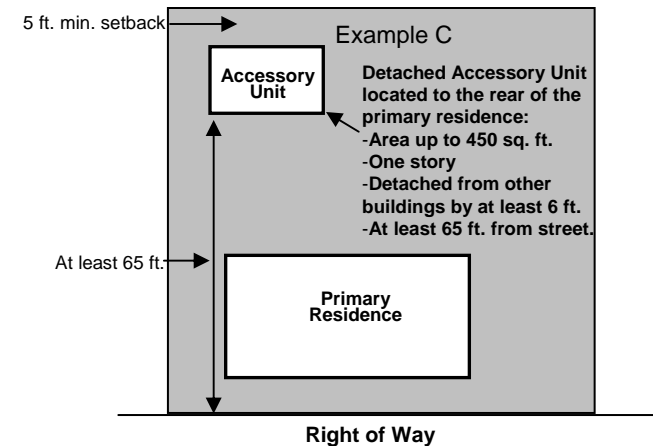 5 ft. min. setback
Example C
Accessory
Unit
Detached Accessory Unit
located to the rear of the
primary residence:
-Area up to 450 sq. ft.
-One story
-Detached from other
buildings by at least 6 ft.
-At least 65 ft. from street.
At least 65 ft.
Primary
Residence
Right of Way